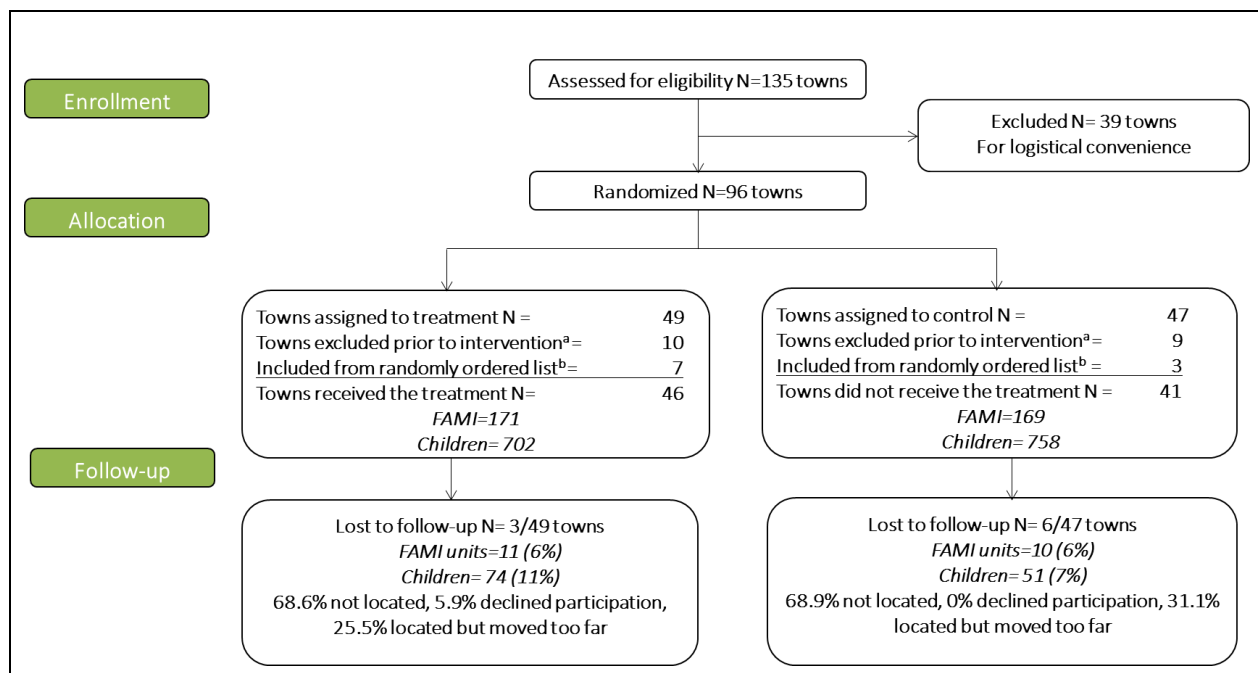 Enrollment
Assessed for eligibility N=135 towns
Excluded N= 39 towns
For logistical convenience
Allocation
Randomized N=96 towns
Towns assigned to treatment N = 49
Towns excluded prior to interventionᵃ= 10
Included from randomly ordered listᵇ= 7
Towns received the treatment N= 46
FAMI=171
Children= 702
Towns assigned to control N = 47
Towns excluded prior to interventionᵃ= 9
Included from randomly ordered listᵇ = 3
Towns did not receive the treatment N = 41
FAMI=169
Children= 758
Follow-up
Lost to follow-up N= 3/49 towns
FAMI units=11 (6%)
Children= 74 (11%)
68.6% not located, 5.9% declined participation,
25.5% located but moved too far
Lost to follow-up N= 6/47 towns
FAMI units=10 (6%)
Children= 51 (7%)
68.9% not located, 0% declined participation, 31.1%
located but moved too far